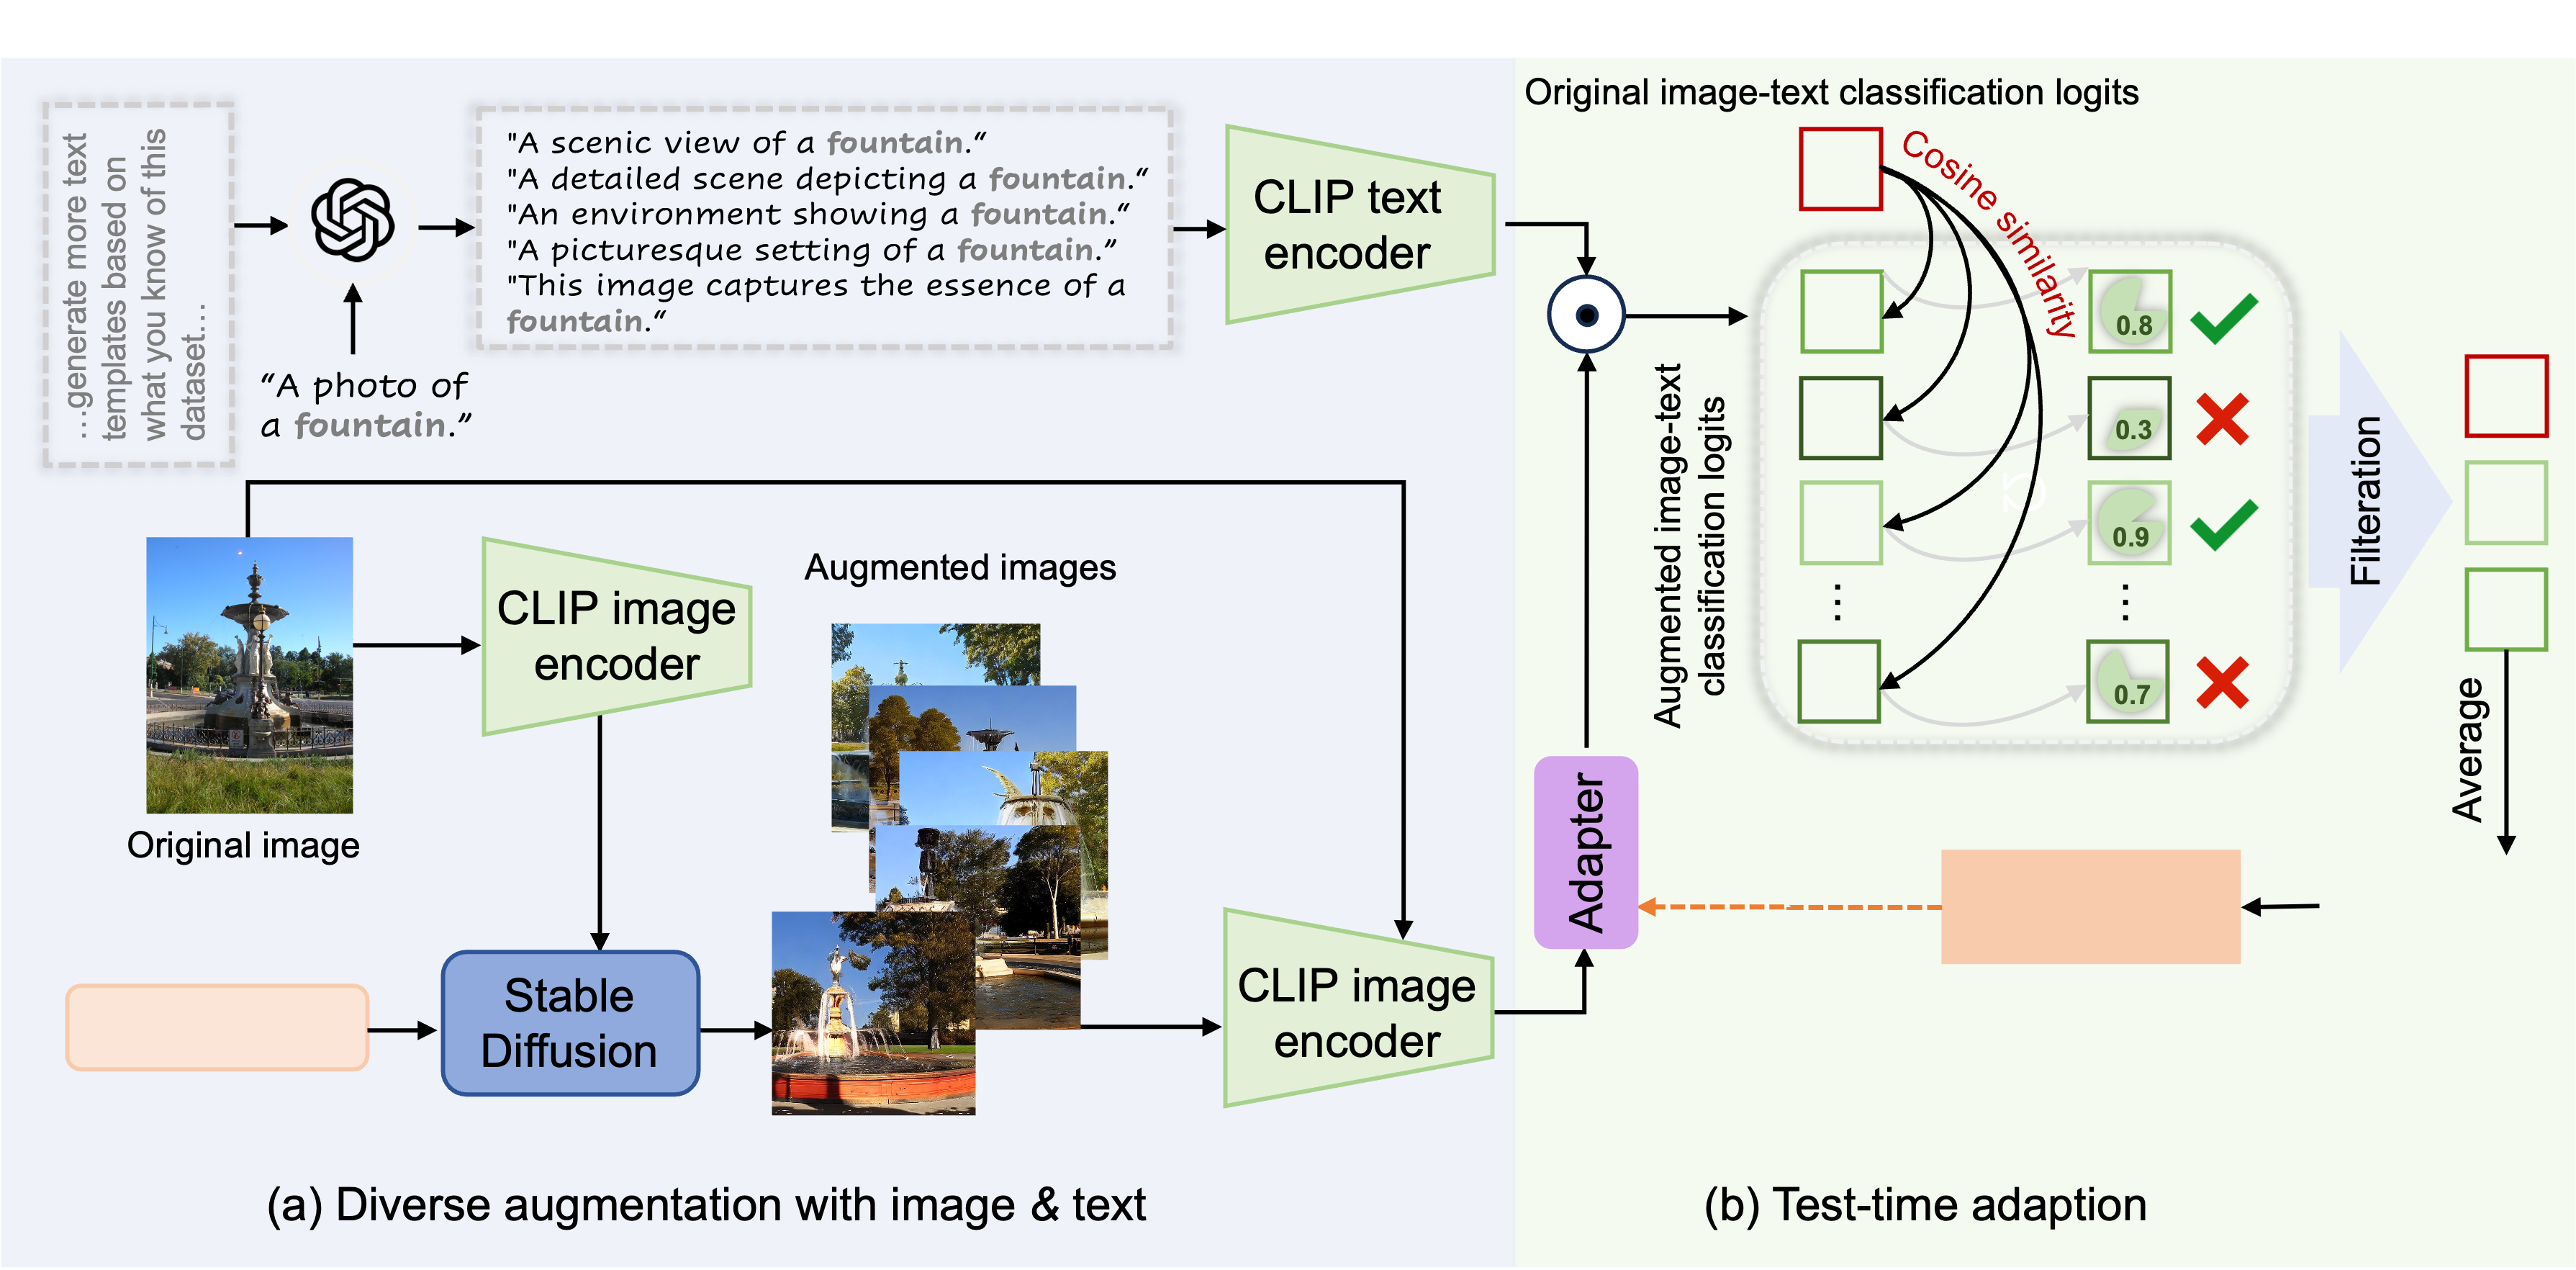 ...generate more text
templates based on
what you know of this
dataset...
“A photo of
a fountain.”
"A scenic view of a fountain.“
"A detailed scene depicting a fountain.“
"An environment showing a fountain.“
"A picturesque setting of a fountain.”
"This image captures the essence of a
fountain.“
CLIP text
encoder
Original image
CLIP image
encoder
Augmented images
Stable
Diffusion
CLIP image
encoder
(a) Diverse augmentation with image & text
Original image-text classification logits
Cosine similarity
Augmented image-text
classification logits
0.8
0.3
0.9
⋮
⋮
0.7
Filteration
Average
Adapter
(b) Test-time adaption